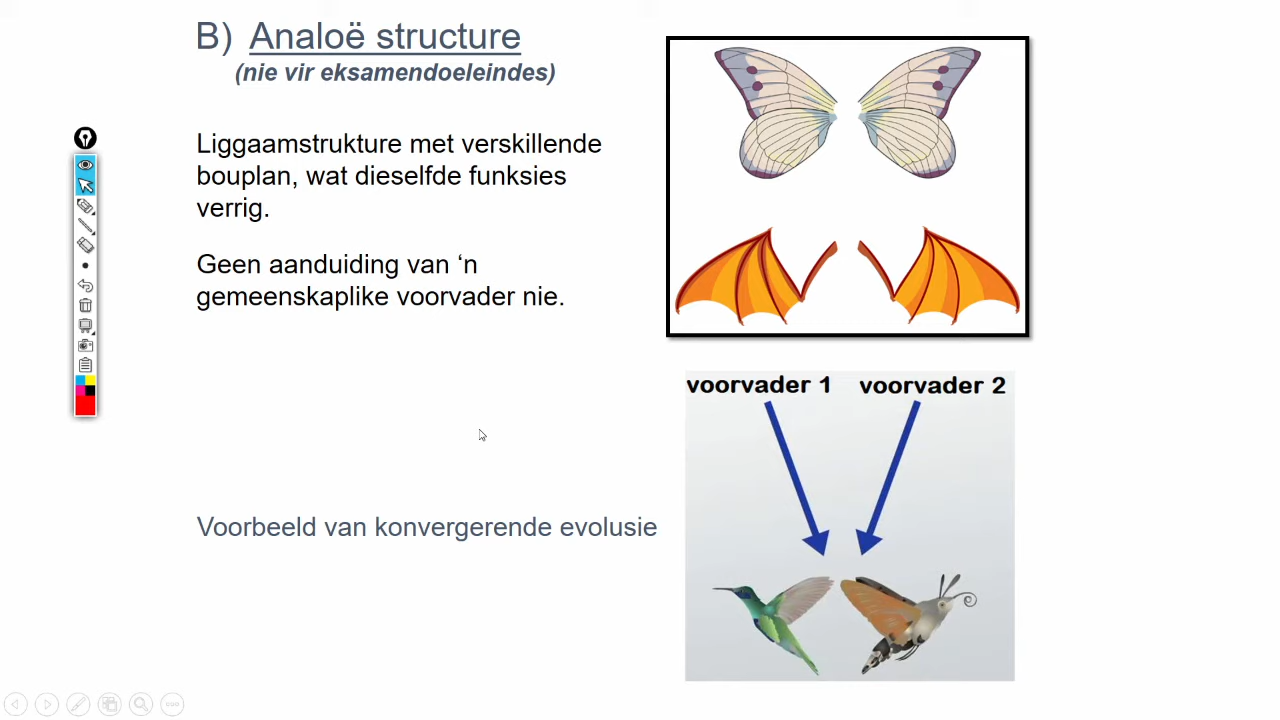 B) Analoë structure
(nie vir eksamendoeleindes)
Liggaamstrukture met verskillende
bouplan, wat dieselfde funksies
verrig.
Geen aanduiding van ‘n
gemeenskaplike voorvader nie.
voorvader 1 voorvader 2
Voorbeeld van konvergerende evolusie